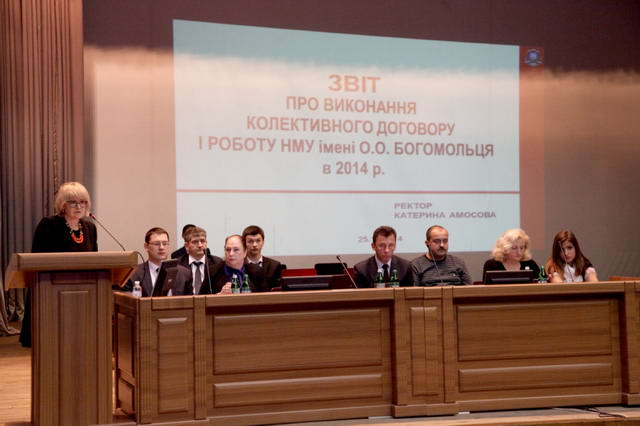 ЗВІТ
ПРО ВИКОНАННЯ
КОЛЕКТИВНОГО ДОГОВОРУ
І РОБОТУ НМУ імені О.О. БОГОМОЛЬЦЯ
в 2014 р.
РЕКТОР
КАТЕРИНА АМОСОВА